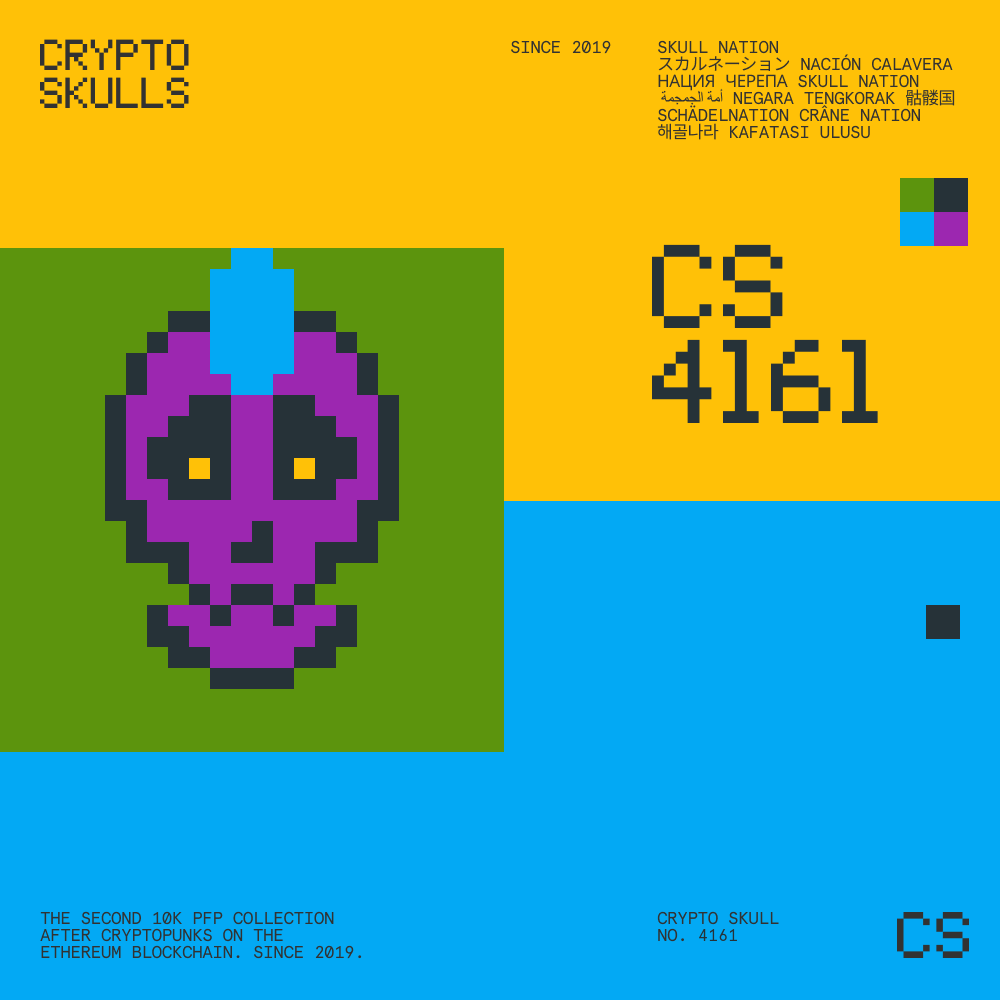 CRYPTO
SKULLS
SINCE 2019
SKULL NATION
スカルネーション NACIÓN CALAVERA
НАЦИЯ ЧЕРЕПА SKULL NATION
أمة الجمجمة NEGARA TENGKORAK 骷髅国
SCHÄDELNATION CRÂNE NATION
해골나라 KAFATASI ULUSU
CS
4161
THE SECOND 10K PFP COLLECTION
AFTER CRYPTOPUNKS ON THE
ETHEREUM BLOCKCHAIN. SINCE 2019.
CRYPTO SKULL
NO. 4161
CS